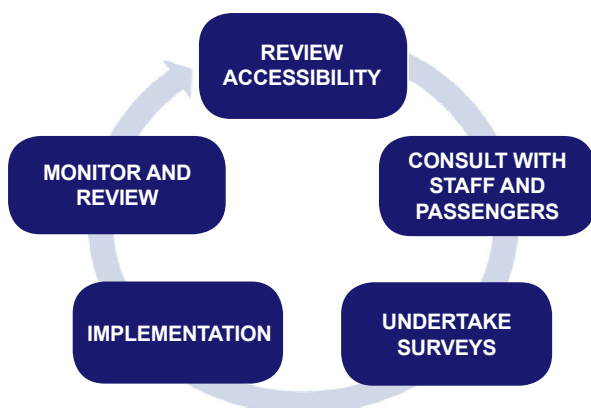 REVIEW
ACCESSIBILITY
CONSULT WITH
STAFF AND
PASSENGERS
UNDERTAKE
SURVEYS
IMPLEMENTATION
MONITOR AND
REVIEW